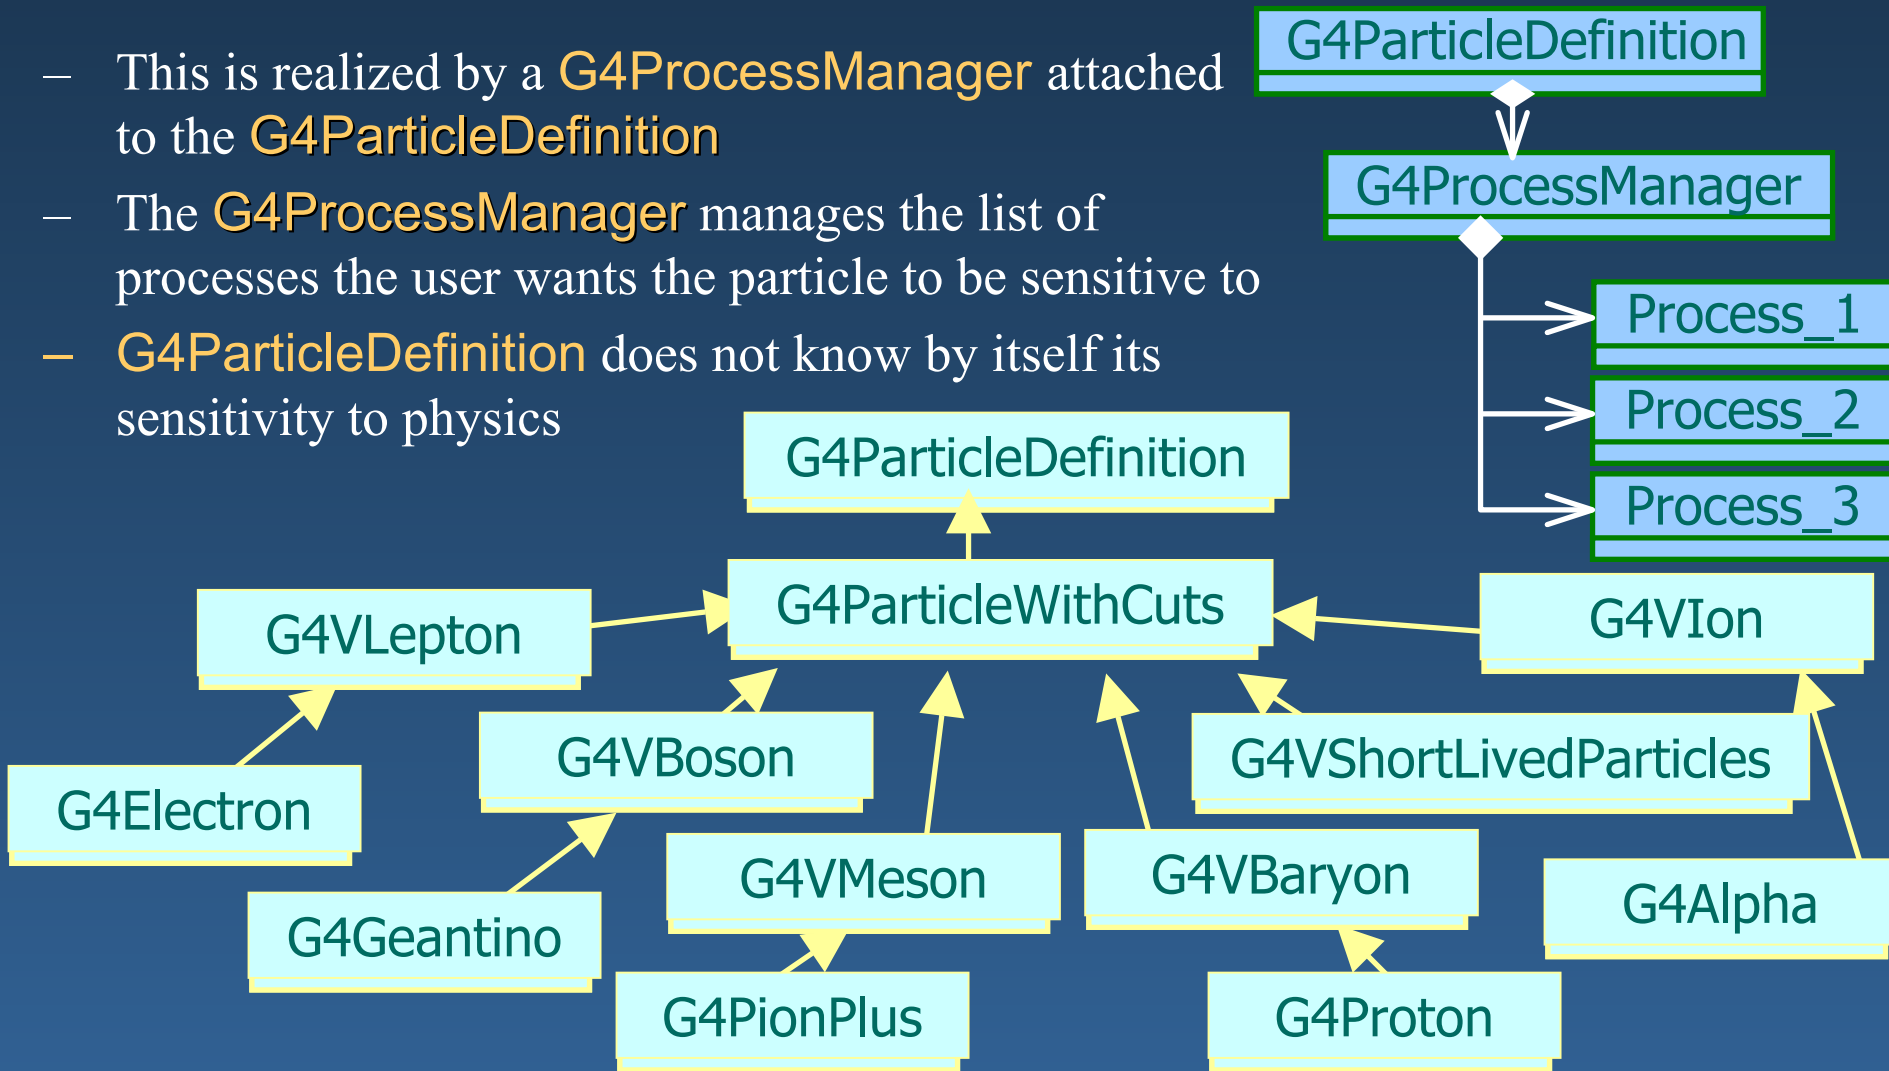 – This is realized by a G4ProcessManager attached
to the G4ParticleDefinition
– The G4ProcessManager manages the list of
processes the user wants the particle to be sensitive to
– G4ParticleDefinition does not know by itself its
sensitivity to physics
G4ParticleDefinition
G4ProcessManager
Process_1
Process_2
Process_3
G4ParticleDefinition
G4ParticleWithCuts
G4VLepton
G4VIon
G4VBoson
G4VShortLivedParticles
G4Electron
G4VMeson
G4VBaryon
G4Alpha
G4Geantino
G4PionPlus
G4Proton